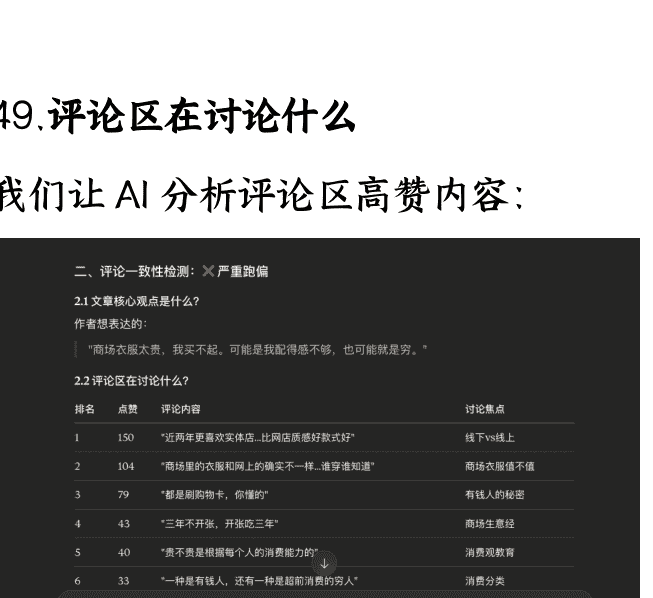 49.评论区在讨论什么
我们让 AI 分析评论区高赞内容：
二、评论一致性检测：❌ 严重跑偏
2.1 文章核心观点是什么？
作者想表达的：
"商场衣服太贵，我买不起。可能是我配得感不够，也可能就是穷。"
2.2 评论区在讨论什么？
排名 点赞 评论内容 讨论焦点
1 150 "近两年更喜欢实体店...比网店质感好款式好" 线下vs线上
2 104 "商场里的衣服和网上的确实不一样...谁穿谁知道" 商场衣服值不值
3 79 "都是刷购物卡，你懂的" 有钱人的秘密
4 43 "三年不开张，开张吃三年" 商场生意经
5 40 "贵不贵是根据每个人的消费能力的" 消费观教育
6 33 "一种是有钱人，还有一种是超前消费的穷人" 消费分类